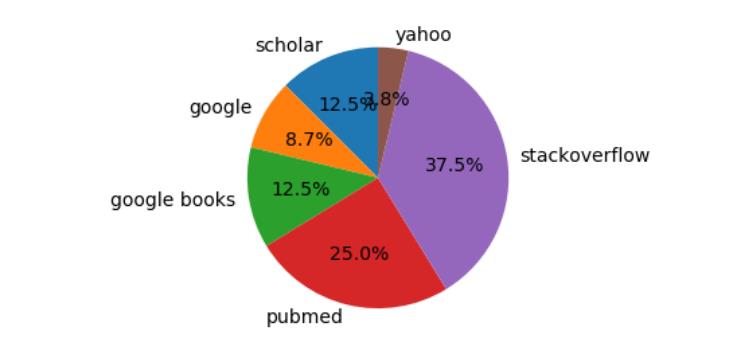 yahoo
scholar
12.5%
3.8%
google
8.7%
37.5%
stackoverflow
12.5%
google books
25.0%
pubmed